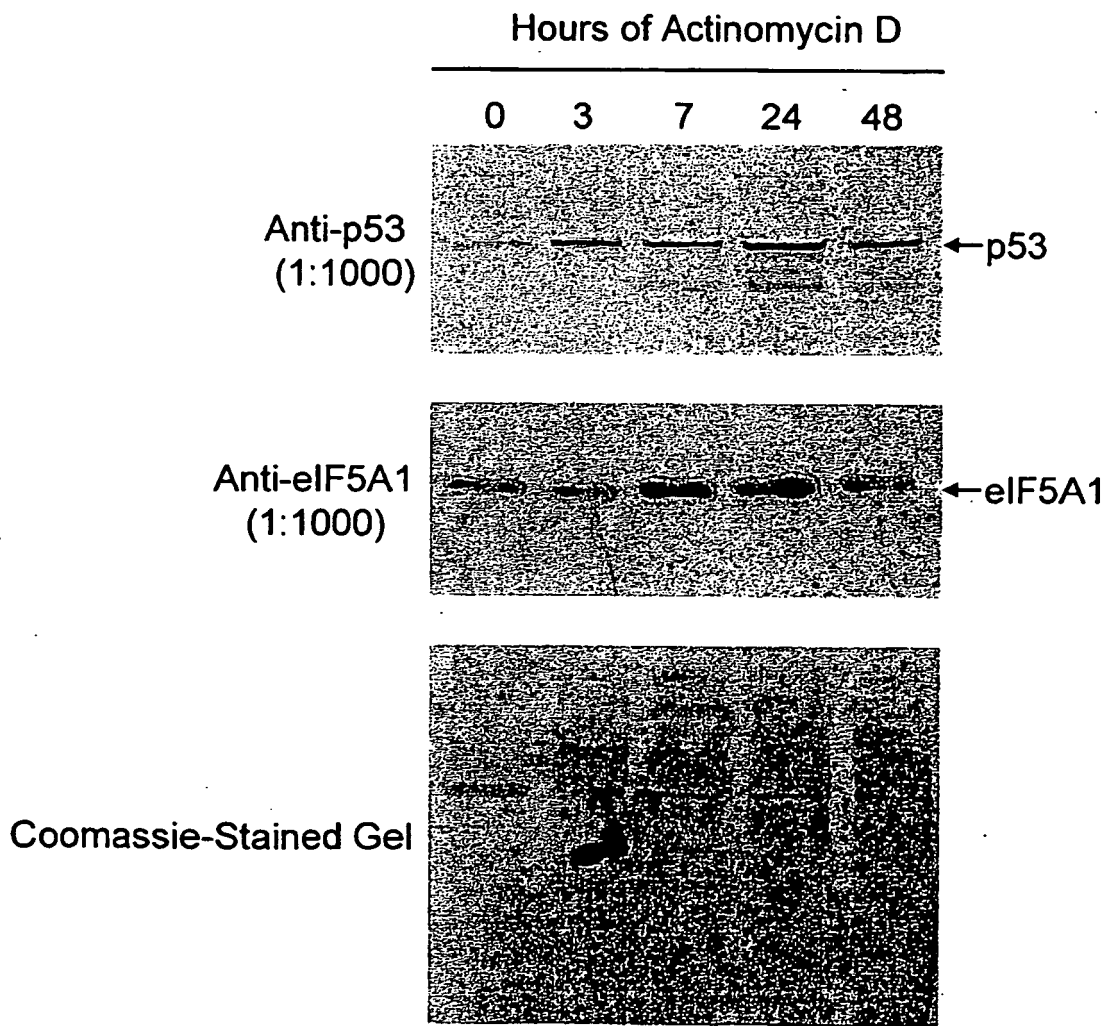 Hours of Actinomycin D
0 3 7 24 48
Anti-p53
(1:1000)
p53
Anti-eIF5A1
(1:1000)
eIF5A1
Coomassie-Stained Gel